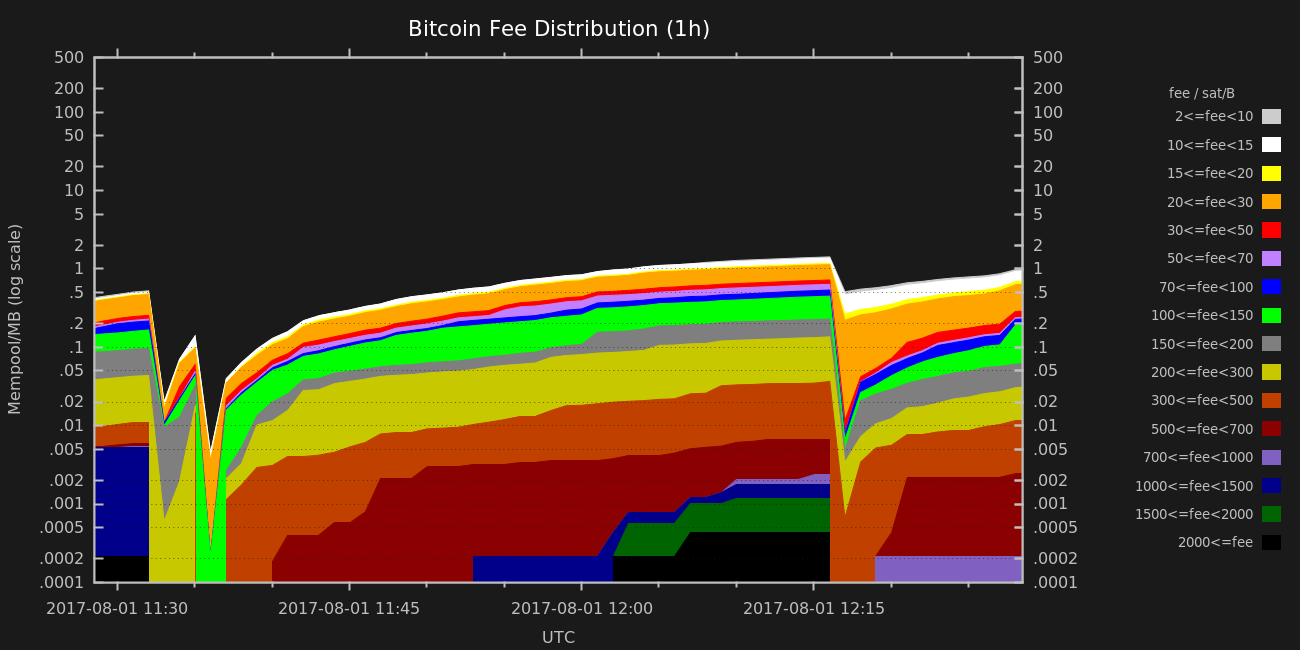 Bitcoin Fee Distribution (1h)
Mempool/MB (log scale)
500
200
100
50
20
10
5
2
1
.5
.2
.1
.05
.02
.01
.005
.002
.001
.0005
.0002
.0001
500
200
100
50
20
10
5
2
1
.5
.2
.1
.05
.02
.01
.005
.002
.001
.0005
.0002
.0001
2017-08-01 11:30
2017-08-01 11:45
2017-08-01 12:00
2017-08-01 12:15
UTC
fee / sat/B
2<=fee<10
10<=fee<15
15<=fee<20
20<=fee<30
30<=fee<50
50<=fee<70
70<=fee<100
100<=fee<150
150<=fee<200
200<=fee<300
300<=fee<500
500<=fee<700
700<=fee<1000
1000<=fee<1500
1500<=fee<2000
2000<=fee